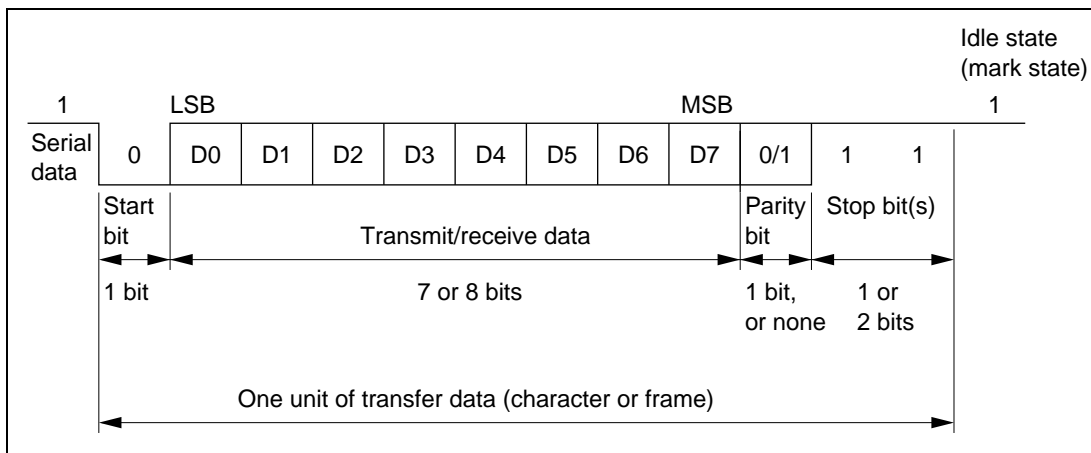 Idle state
(mark state)
1 LSB MSB 1
Serial
data
0 D0 D1 D2 D3 D4 D5 D6 D7 0/1 1 1
Start
bit
Transmit/receive data
Parity
bit
Stop bit(s)
1 bit
7 or 8 bits
1 bit,
or none
1 or
2 bits
One unit of transfer data (character or frame)